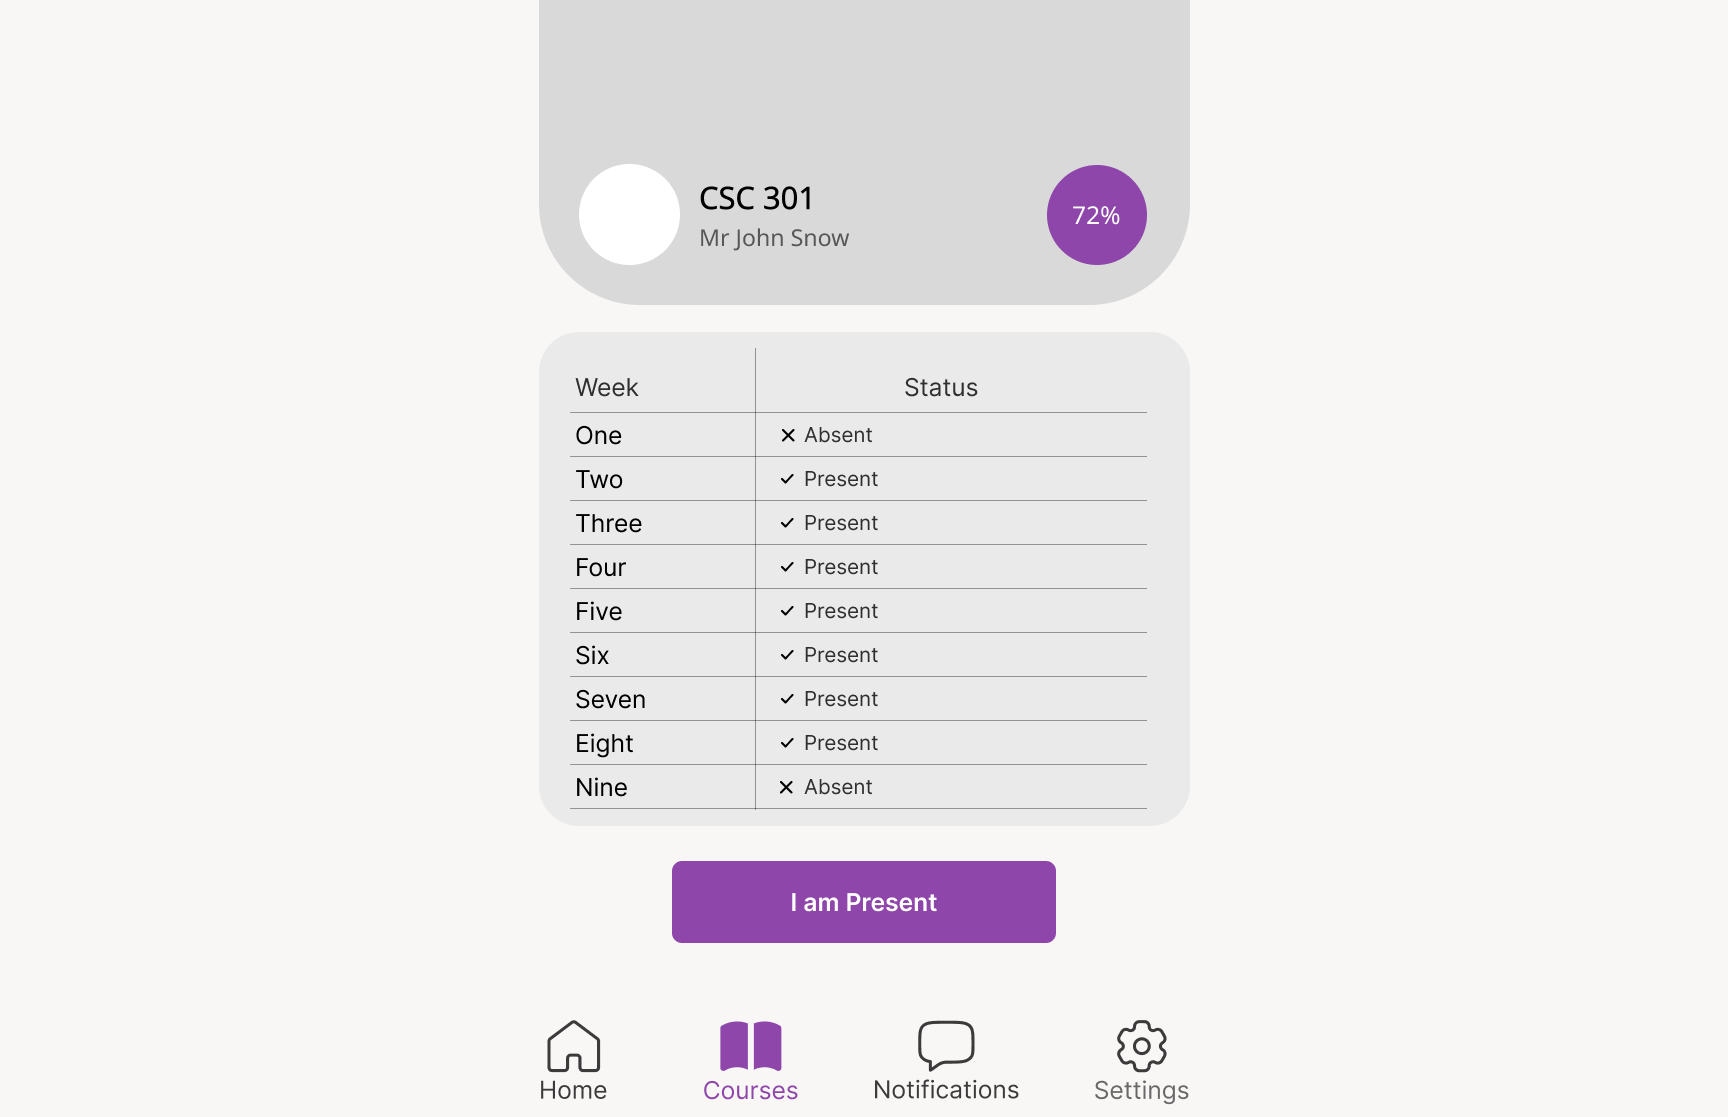 CSC 301
Mr John Snow
72%
Week Status
One Absent
Two Present
Three Present
Four Present
Five Present
Six Present
Seven Present
Eight Present
Nine Absent
I am Present
Home Courses Notifications Settings